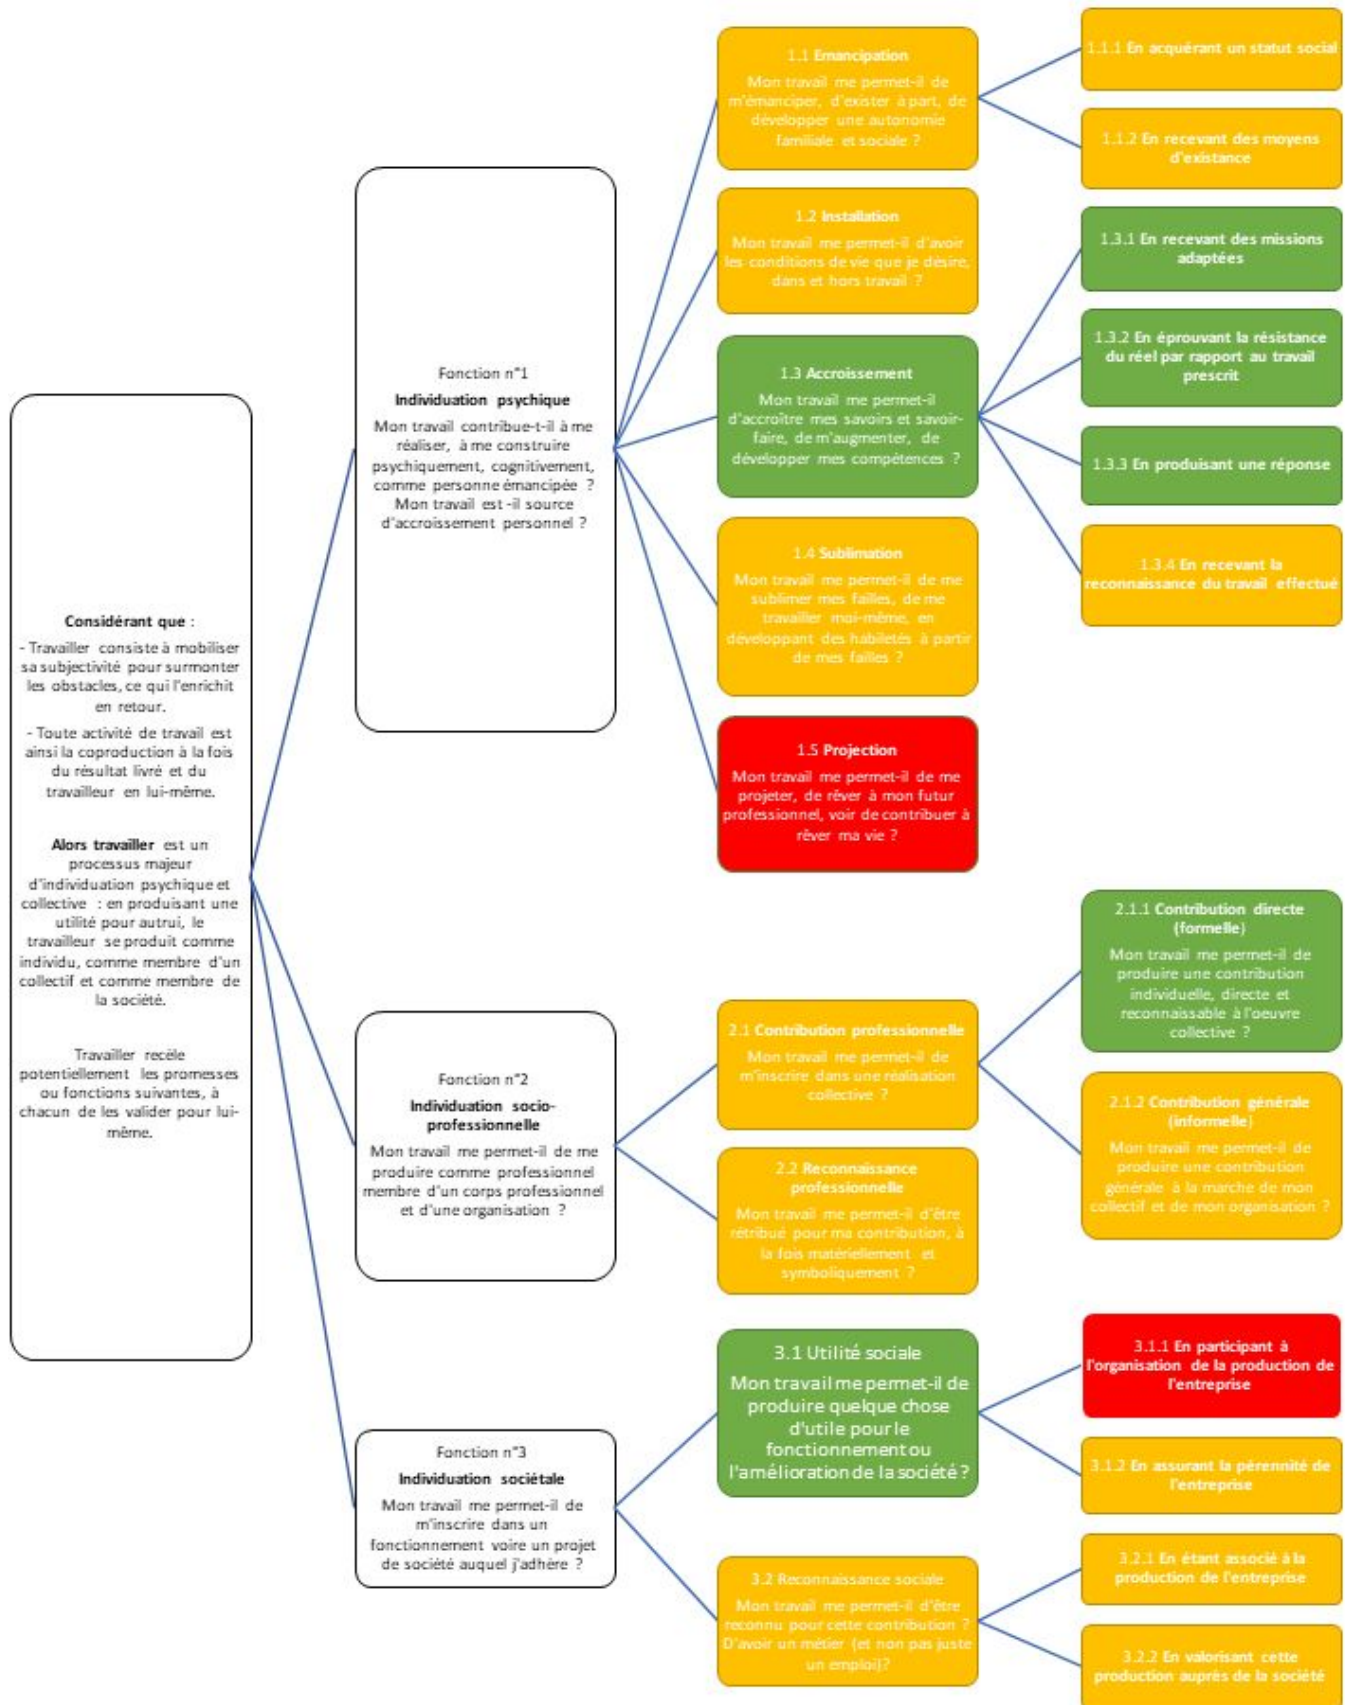 Considérant que :
- Travailler consiste à mobiliser
sa subjectivité pour surmonter
les obstacles, ce qui l'enrichit
en retour.
- Toute activité de travail est
ainsi la coproduction à la fois
du résultat livré et du
travailleur en lui-même.
Alors travailler est un
processus majeur
d'individuation psychique et
collective : en produisant une
utilité pour autrui, le
travailleur se produit comme
individu, comme membre d'un
collectif et comme membre de
la société.
Travailler recèle
potentiellement les promesses
ou fonctions suivantes, à
chacun de les valider pour lui-
même.
Fonction n°1
Individuation psychique
Mon travail contribue-t-il à me
réaliser, à me construire
psychiquement, cognitivement,
comme personne émancipée ?
Mon travail est -il source
d'accroissement personnel ?
1.1 Emancipation
Mon travail me permet-il de
m'émanciper, d'exister à part, de
développer une autonomie
familiale et sociale ?
1.1.1 En acquérant un statut social
1.1.2 En recevant des moyens
d'existance
1.2 Installation
Mon travail me permet-il d'avoir
les conditions de vie que je désire,
dans et hors travail ?
1.3 Accroissement
Mon travail me permet-il
d'accroître mes savoirs et savoir-
faire, de m'augmenter, de
développer mes compétences ?
1.3.1 En recevant des missions
adaptées
1.3.2 En éprouvant la résistance
du réel par rapport au travail
prescrit
1.3.3 En produisant une réponse
1.3.4 En recevant la
reconnaissance du travail effectué
1.4 Sublimation
Mon travail me permet-il de me
sublimer mes failles, de me
travailler moi-même, en
développant des habiletés à partir
de mes failles ?
1.5 Projection
Mon travail me permet-il de me
projeter, de rêver à mon futur
professionnel, voir de contribuer à
rêver ma vie ?
Fonction n°2
Individuation socio-
professionnelle
Mon travail me permet-il de me
produire comme professionnel
membre d'un corps professionnel
et d'une organisation ?
2.1 Contribution professionnelle
Mon travail me permet-il de
m'inscrire dans une réalisation
collective ?
2.1.1 Contribution directe
(formelle)
Mon travail me permet-il de
produire une contribution
individuelle, directe et
reconnaissable à l'oeuvre
collective ?
2.1.2 Contribution générale
(informelle)
Mon travail me permet-il de
produire une contribution
générale à la marche de mon
collectif et de mon organisation ?
2.2 Reconnaissance
professionnelle
Mon travail me permet-il d'être
rétribué pour ma contribution, à
la fois matériellement et
symboliquement ?
Fonction n°3
Individuation sociétale
Mon travail me permet-il de
m'inscrire dans un
fonctionnement voire un projet
de société auquel j'adhère ?
3.1 Utilité sociale
Mon travail me permet-il de
produire quelque chose
d'utile pour le
fonctionnement ou
l'amélioration de la société ?
3.1.1 En participant à
l'organisation de la production de
l'entreprise
3.1.2 En assurant la pérennité de
l'entreprise
3.2 Reconnaissance sociale
Mon travail me permet-il d'être
reconnu pour cette contribution ?
D'avoir un métier (et non pas juste
un emploi)?
3.2.1 En étant associé à la
production de l'entreprise
3.2.2 En valorisant cette
production auprès de la société